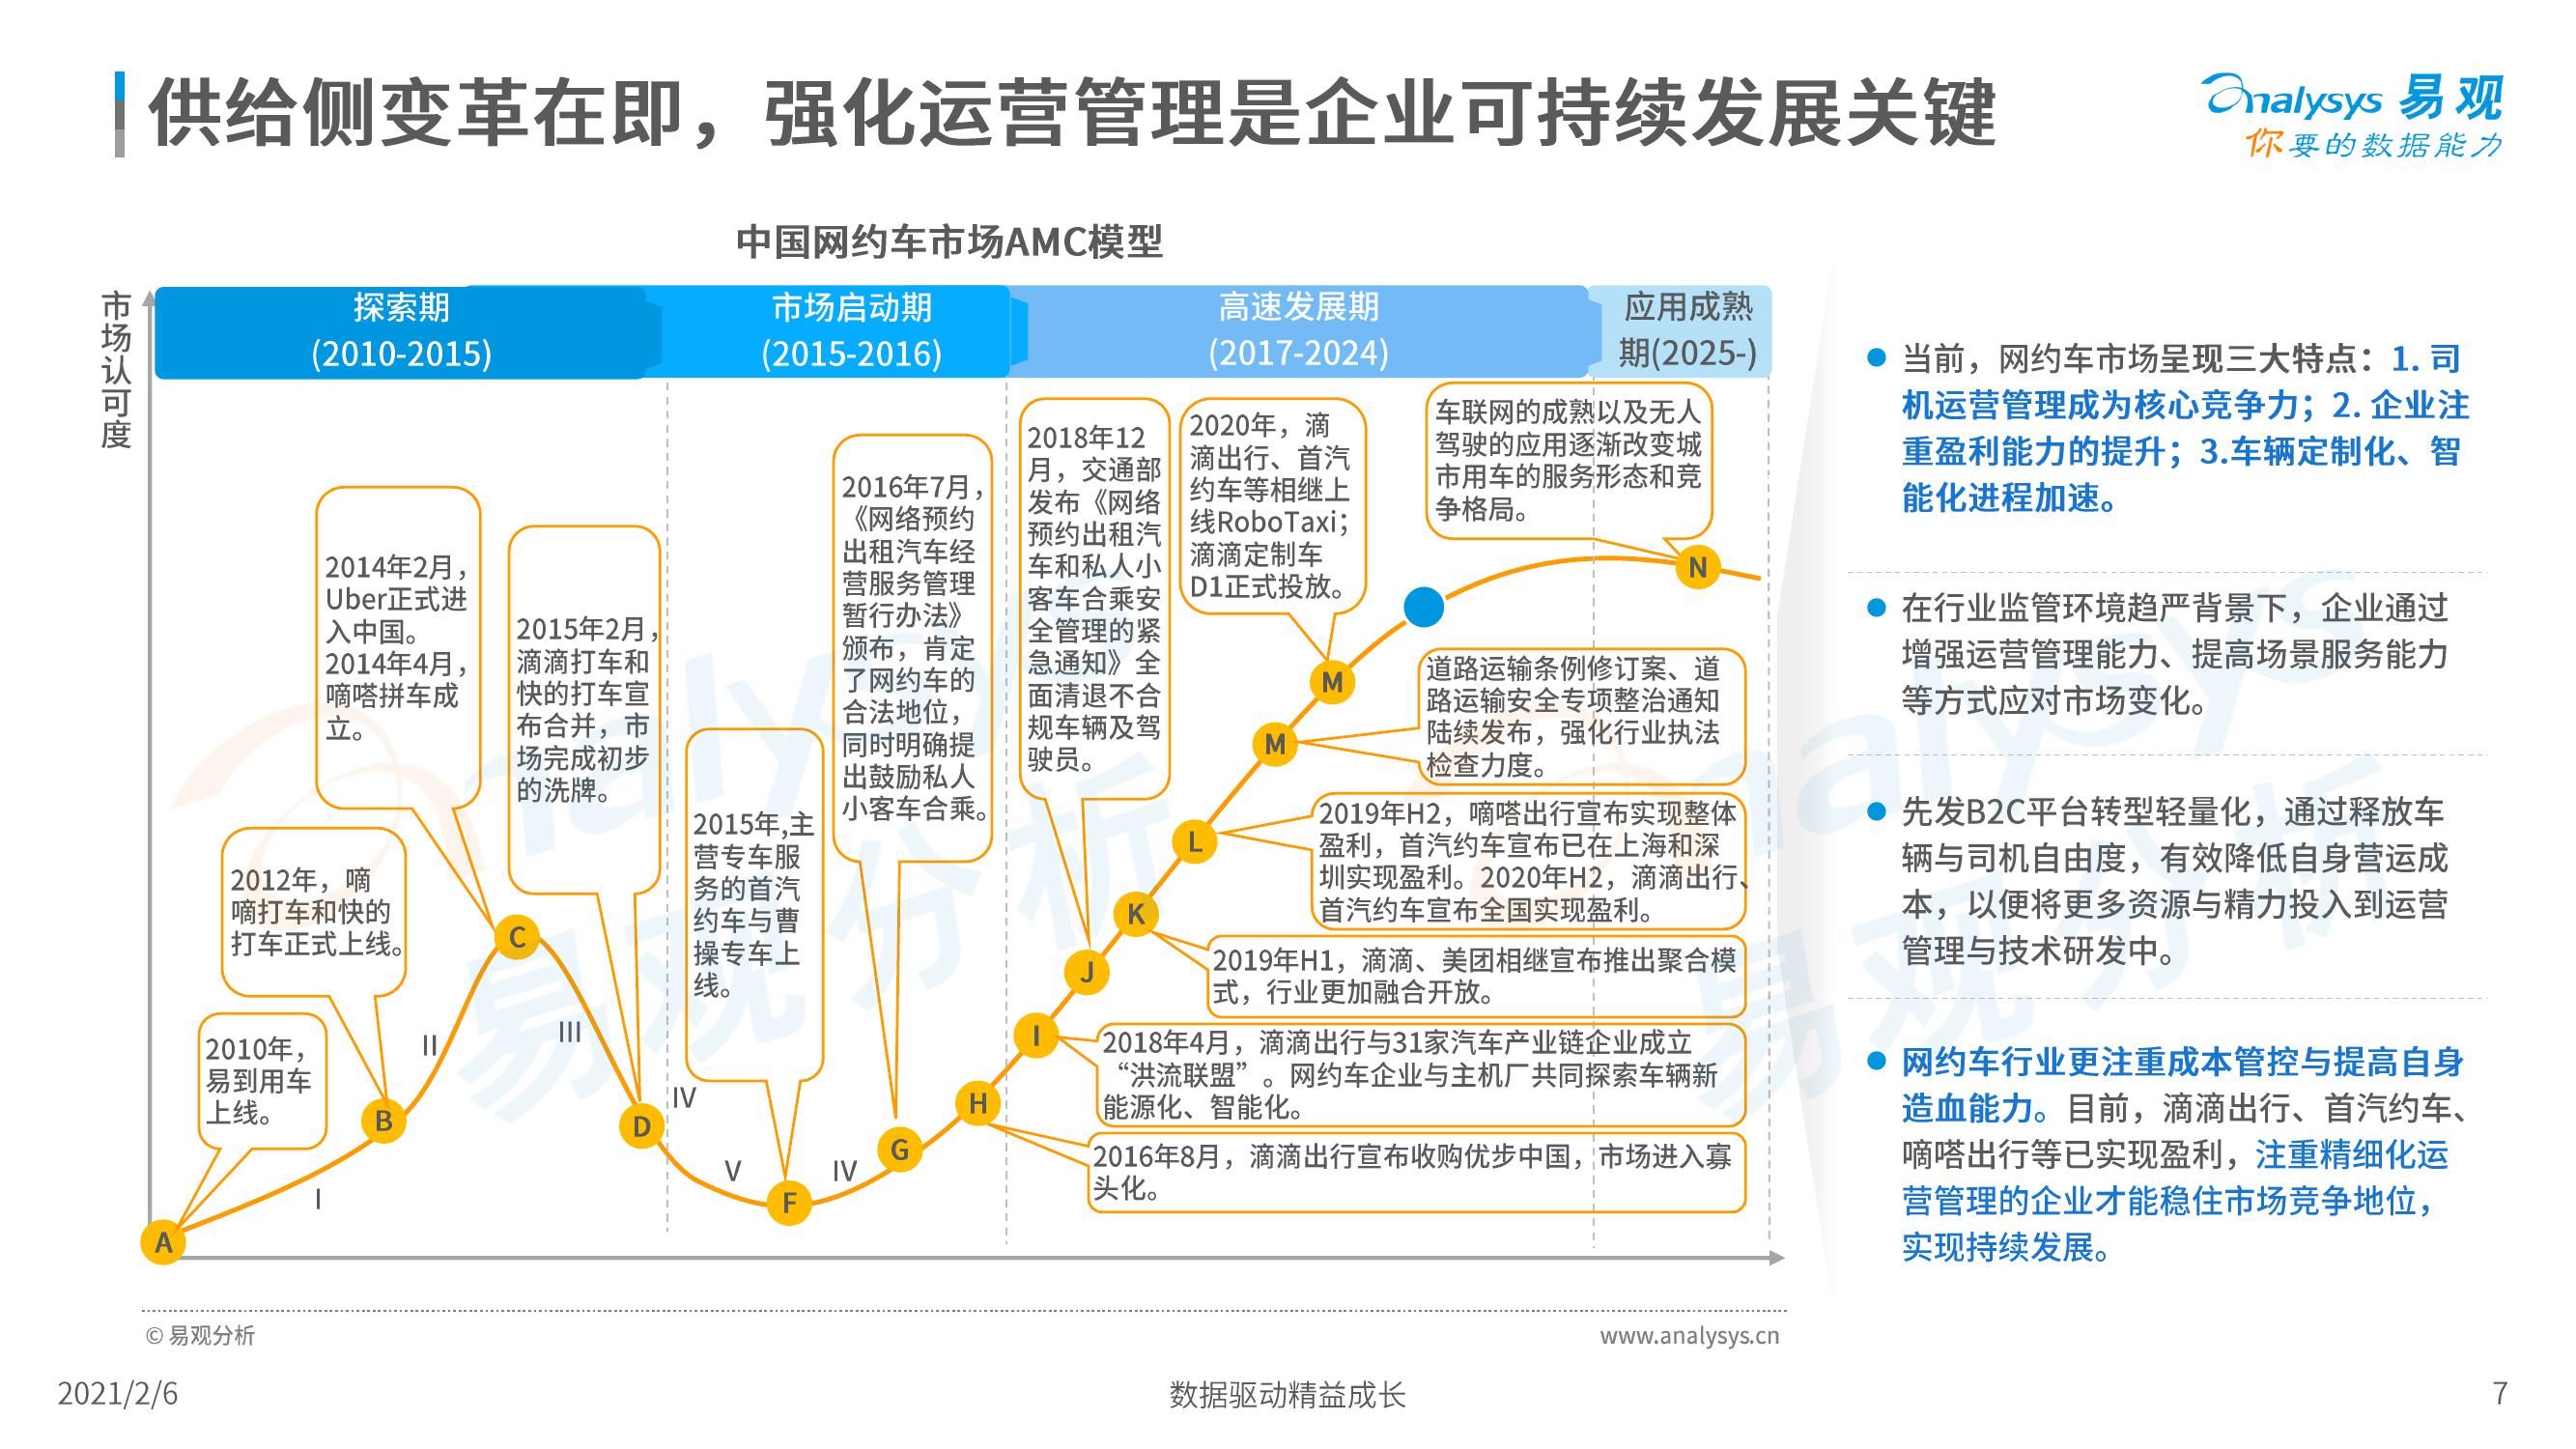 供给侧变革在即，强化运营管理是企业可持续发展关键
analysys 易观
你要的数据能力
中国网约车市场AMC模型
市场认可度
探索期
(2010-2015)
市场启动期
(2015-2016)
高速发展期
(2017-2024)
应用成熟
期(2025-)
2010年，
易到用车
上线。
2012年，嘀
嘀打车和快的
打车正式上线。
2014年2月，
Uber正式进
入中国。
2014年4月，
嘀嗒拼车成
立。
2015年2月，
滴滴打车和
快的打车宣
布合并，市
场完成初步
的洗牌。
2015年,主
营专车服
务的首汽
约车与曹
操专车上
线。
2016年7月，
《网络预约
出租汽车经
营服务管理
暂行办法》
颁布，肯定
了网约车的
合法地位，
同时明确提
出鼓励私人
小客车合乘。
2018年12
月，交通部
发布《网络
预约出租汽
车和私人小
客车合乘安
全管理的紧
急通知》全
面清退不合
规车辆及驾
驶员。
2020年，滴
滴出行、首汽
约车等相继上
线RoboTaxi；
滴滴定制车
D1正式投放。
车联网的成熟以及无人
驾驶的应用逐渐改变城
市用车的服务形态和竞
争格局。
道路运输条例修订案、道
路运输安全专项整治通知
陆续发布，强化行业执法
检查力度。
2019年H2，嘀嗒出行宣布实现整体
盈利，首汽约车宣布已在上海和深
圳实现盈利。2020年H2，滴滴出行、
首汽约车宣布全国实现盈利。
2019年H1，滴滴、美团相继宣布推出聚合模
式，行业更加融合开放。
2018年4月，滴滴出行与31家汽车产业链企业成立
“洪流联盟”。网约车企业与主机厂共同探索车辆新
能源化、智能化。
2016年8月，滴滴出行宣布收购优步中国，市场进入寡
头化。
A
B
C
D
F
G
H
I
J
K
L
M
M
N
I
II
III
IV
V
IV
当前，网约车市场呈现三大特点：1. 司
机运营管理成为核心竞争力；2. 企业注
重盈利能力的提升；3.车辆定制化、智
能化进程加速。
在行业监管环境趋严背景下，企业通过
增强运营管理能力、提高场景服务能力
等方式应对市场变化。
先发B2C平台转型轻量化，通过释放车
辆与司机自由度，有效降低自身营运成
本，以便将更多资源与精力投入到运营
管理与技术研发中。
网约车行业更注重成本管控与提高自身
造血能力。目前，滴滴出行、首汽约车、
嘀嗒出行等已实现盈利，注重精细化运
营管理的企业才能稳住市场竞争地位，
实现持续发展。
analysys
易观分析
analysys
易观分析
© 易观分析
www.analysys.cn
2021/2/6
数据驱动精益成长
7